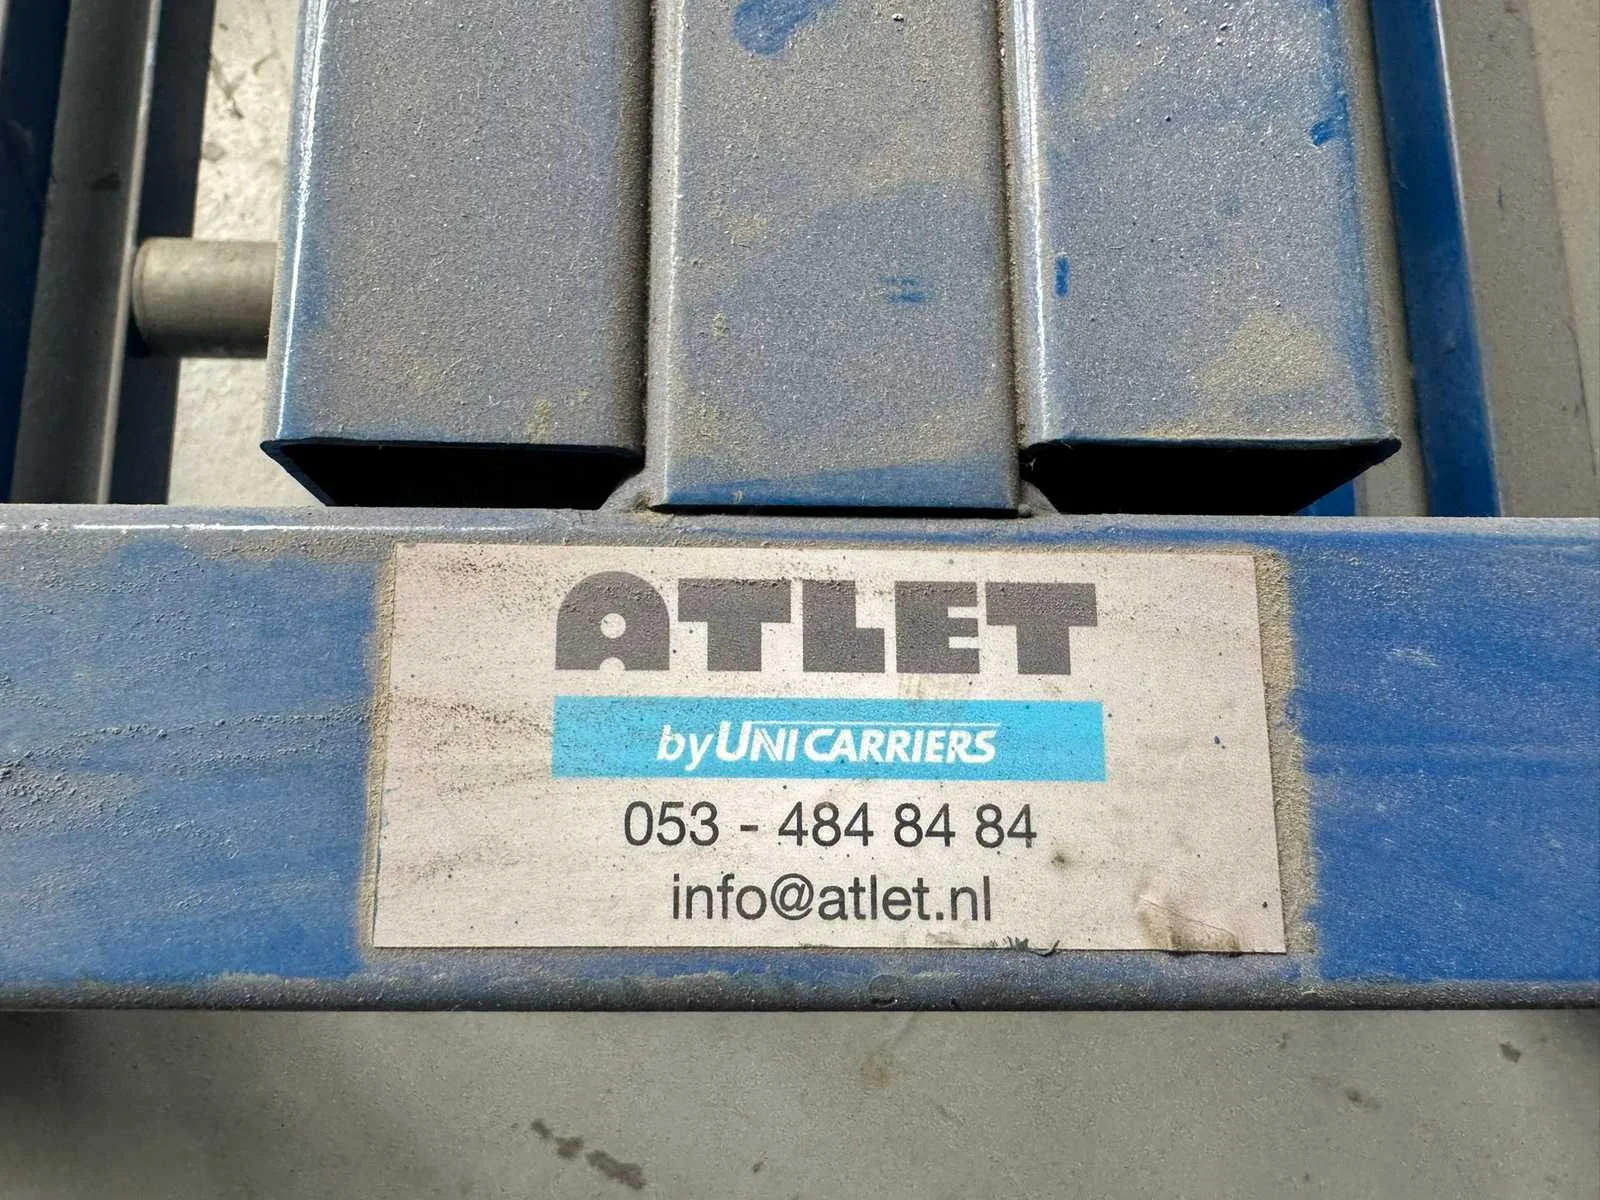 ATLET
by UNICARRIERS
053 - 484 84 84
info@atlet.nl